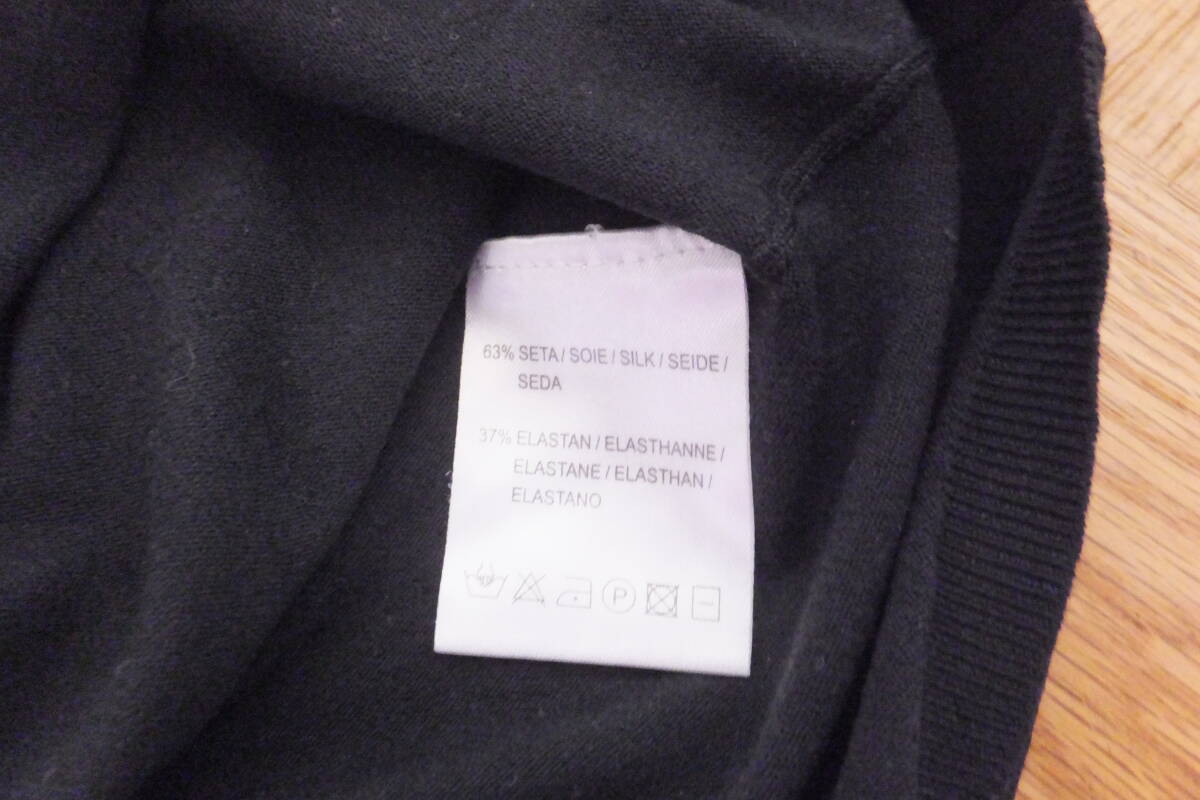 63% SETA / SOIE / SILK / SEIDE /
SEDA
37% ELASTAN / ELASTHANNE /
ELASTANE / ELASTHAN /
ELASTANO
P